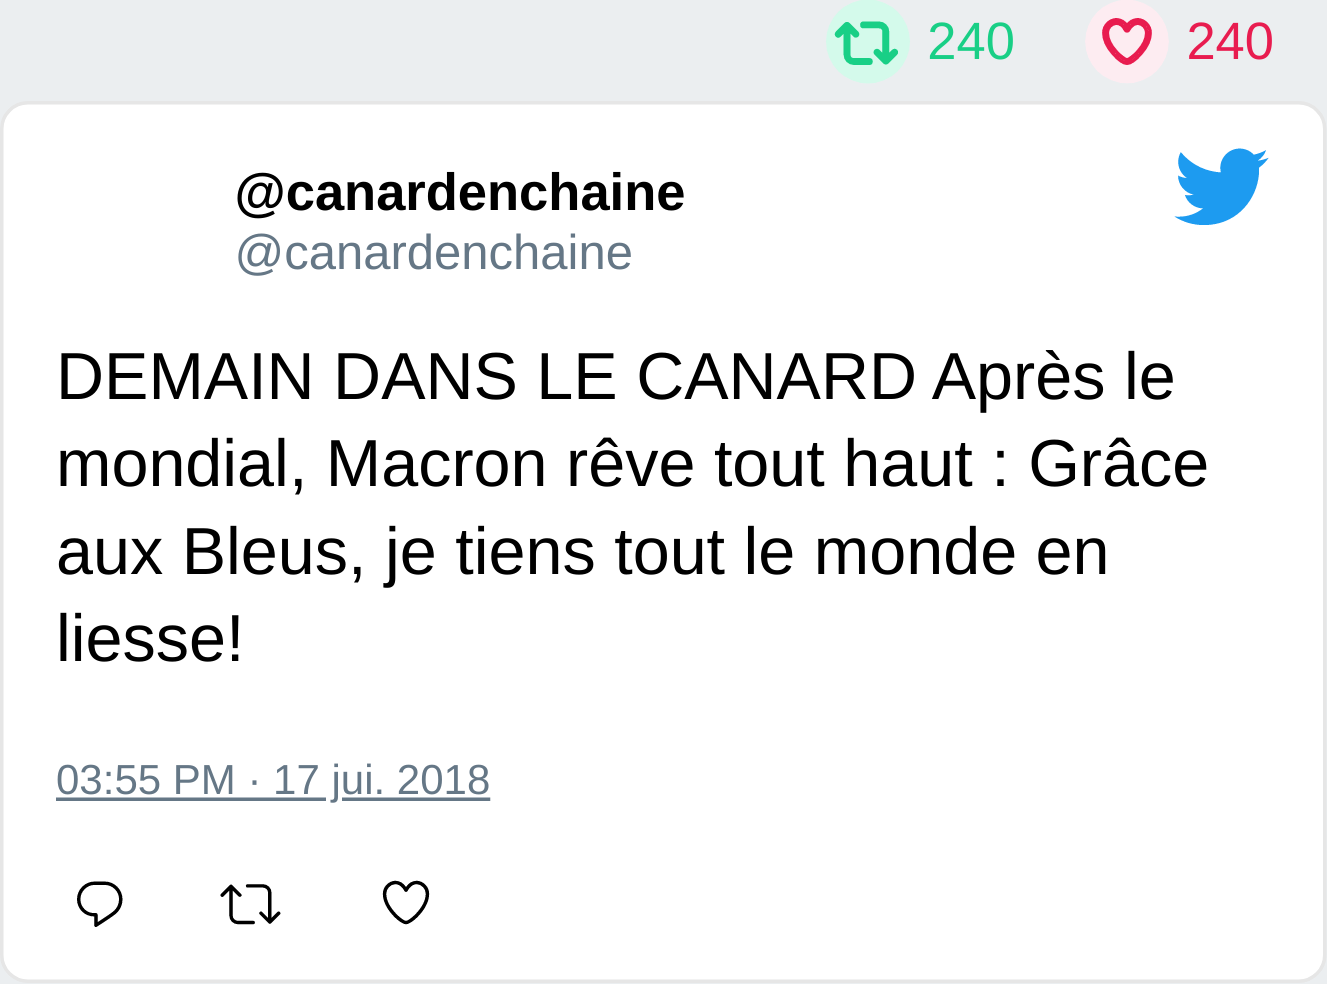 240 240
@canardenchaine
@canardenchaine
DEMAIN DANS LE CANARD Après le
mondial, Macron rêve tout haut : Grâce
aux Bleus, je tiens tout le monde en
liesse!
03:55 PM · 17 jui. 2018